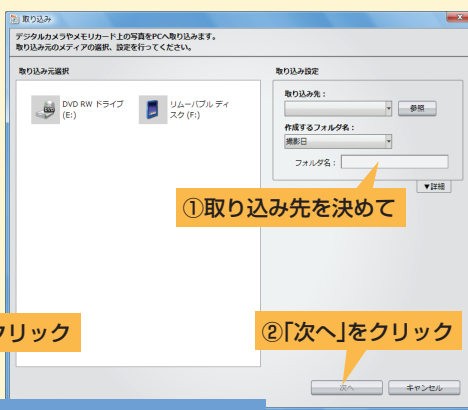 取り込み
デジタルカメラやメモリカード上の写真をPCへ取り込みます。
取り込み元のメディアの選択、設定を行ってください。
取り込み元選択
取り込み設定
DVD RW ドライブ
(E:)
リムーバブル ディ
スク (F:)
取り込み先：
参照
作成するフォルダ名：
撮影日
フォルダ名：
▼詳細
①取り込み先を決めて
クリック
②「次へ」をクリック
次へ
キャンセル